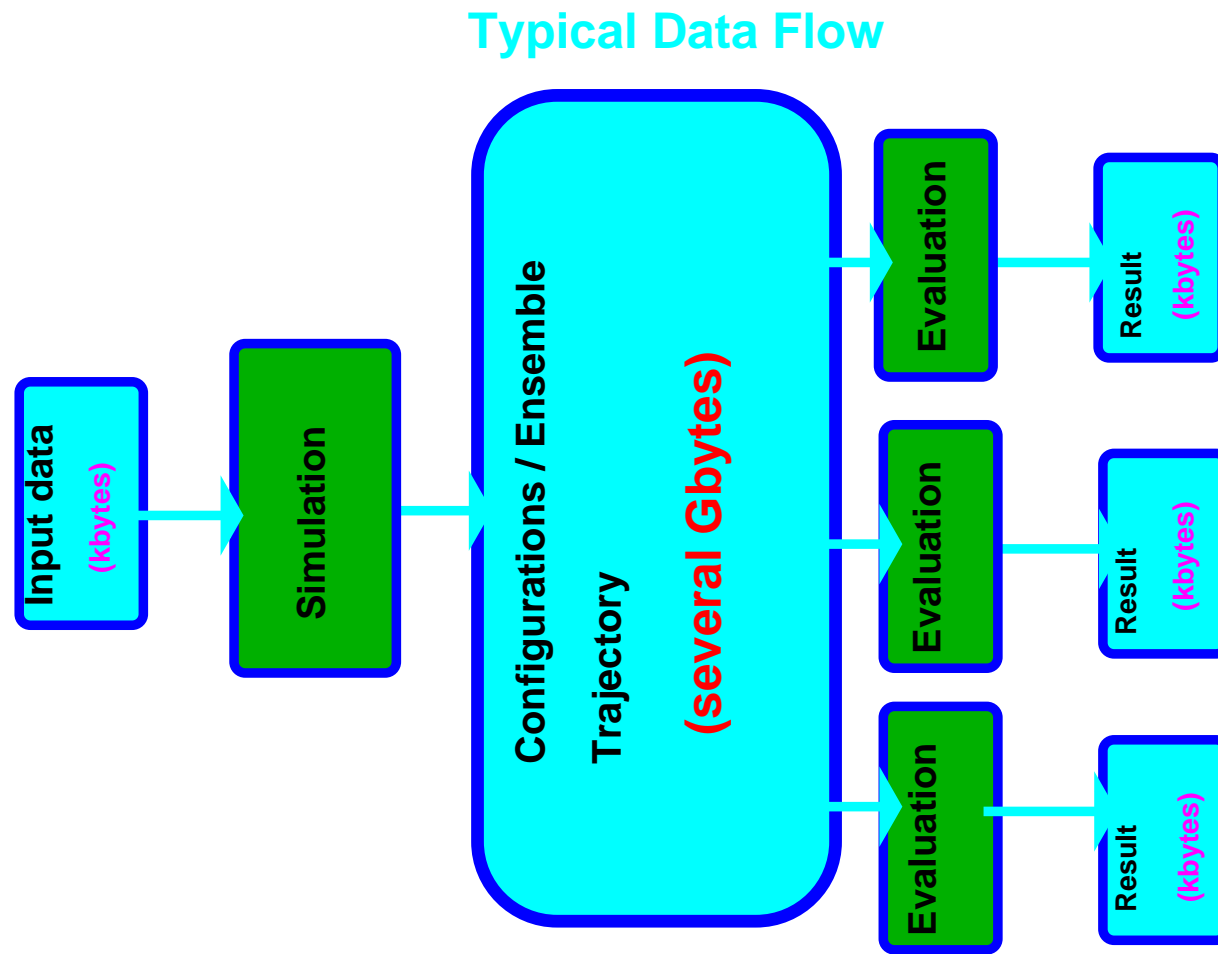 Typical Data Flow
Input data
(kbytes)
Simulation
Configurations / Ensemble
Trajectory
(several Gbytes)
Evaluation
Result
(kbytes)
Evaluation
Result
(kbytes)
Evaluation
Result
(kbytes)